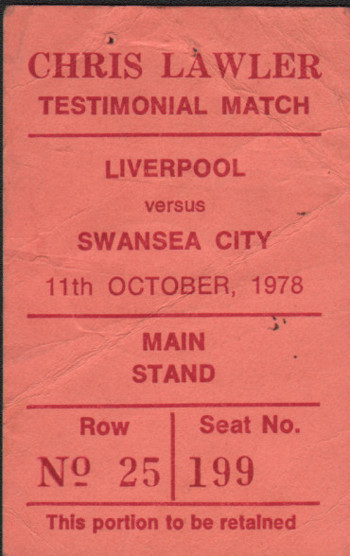 CHRIS LAWLER
TESTIMONIAL MATCH
LIVERPOOL
versus
SWANSEA CITY
11th OCTOBER, 1978
MAIN
STAND
Row Seat No.
Nº 25 199
This portion to be retained